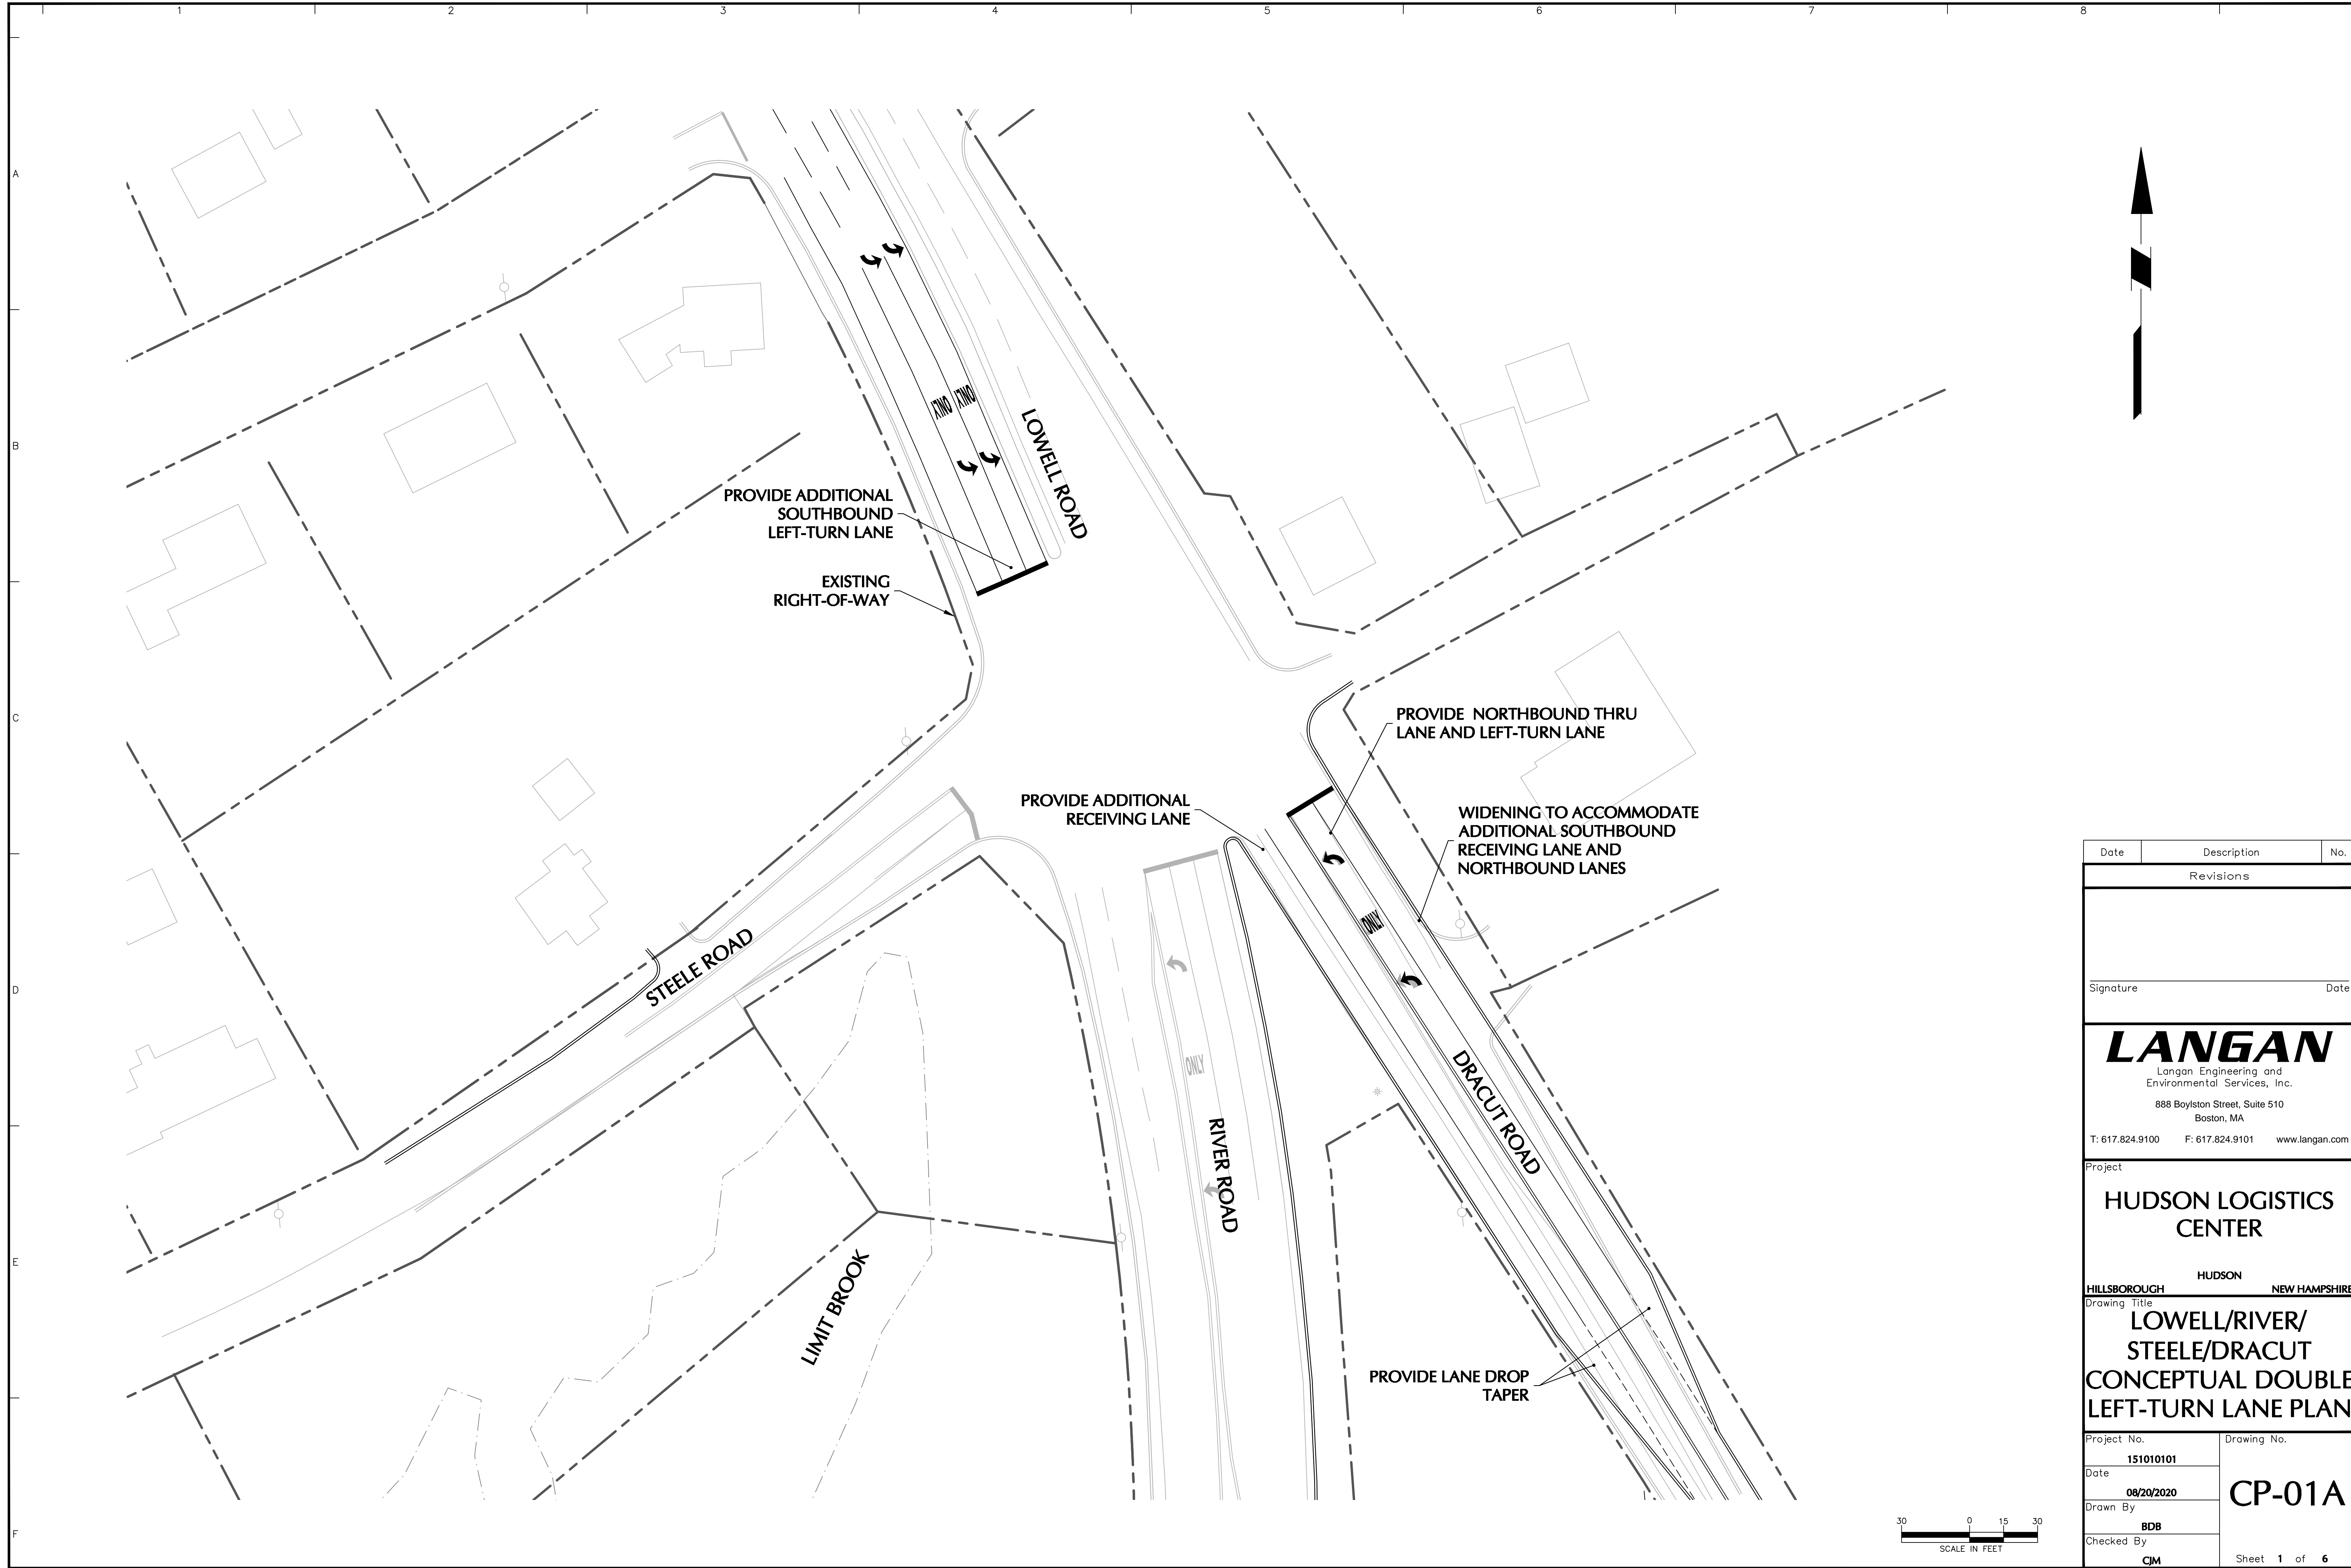 1 2 3 4 5 6 7 8
A
B
C
D
E
F
ONLY ONLY
LOWELL ROAD
PROVIDE ADDITIONAL
SOUTHBOUND
LEFT-TURN LANE
EXISTING
RIGHT-OF-WAY
PROVIDE NORTHBOUND THRU
LANE AND LEFT-TURN LANE
PROVIDE ADDITIONAL
RECEIVING LANE
WIDENING TO ACCOMMODATE
ADDITIONAL SOUTHBOUND
RECEIVING LANE AND
NORTHBOUND LANES
ONLY
STEELE ROAD
ONLY
DRACUT ROAD
RIVER ROAD
LIMIT BROOK
PROVIDE LANE DROP
TAPER
30 0 15 30
SCALE IN FEET
Date Description No.
Revisions
Signature Date
LANGAN
Langan Engineering and
Environmental Services, Inc.
888 Boylston Street, Suite 510
Boston, MA
T: 617.824.9100 F: 617.824.9101 www.langan.com
Project
HUDSON LOGISTICS
CENTER
HUDSON
HILLSBOROUGH NEW HAMPSHIRE
Drawing Title
LOWELL/RIVER/
STEELE/DRACUT
CONCEPTUAL DOUBLE
LEFT-TURN LANE PLAN
Project No.
151010101
Date
08/20/2020
Drawn By
BDB
Checked By
CJM
Drawing No.
CP-01A
Sheet 1 of 6